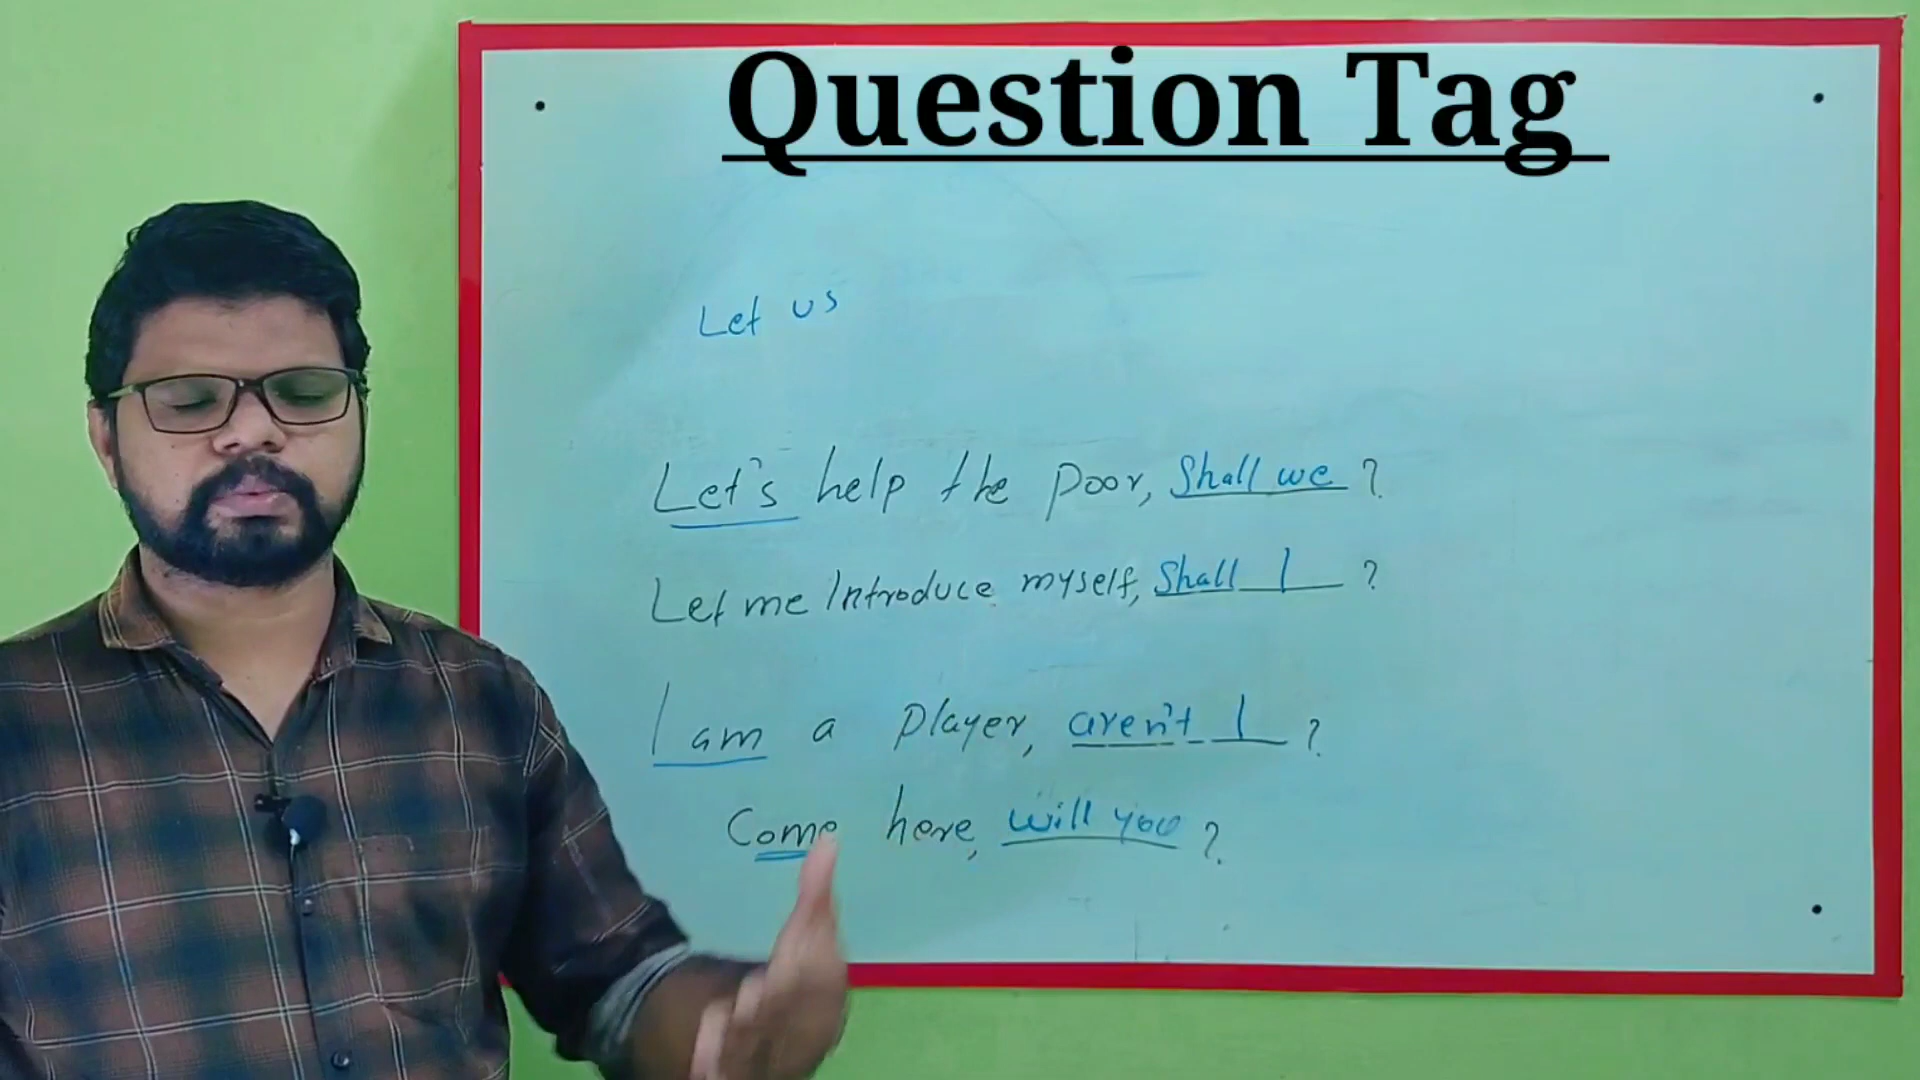 Question Tag
Let us
Let's help the poor, Shall we ?
Let me Introduce myself, Shall I ?
I am a player, aren't I ?
Come here, will you ?